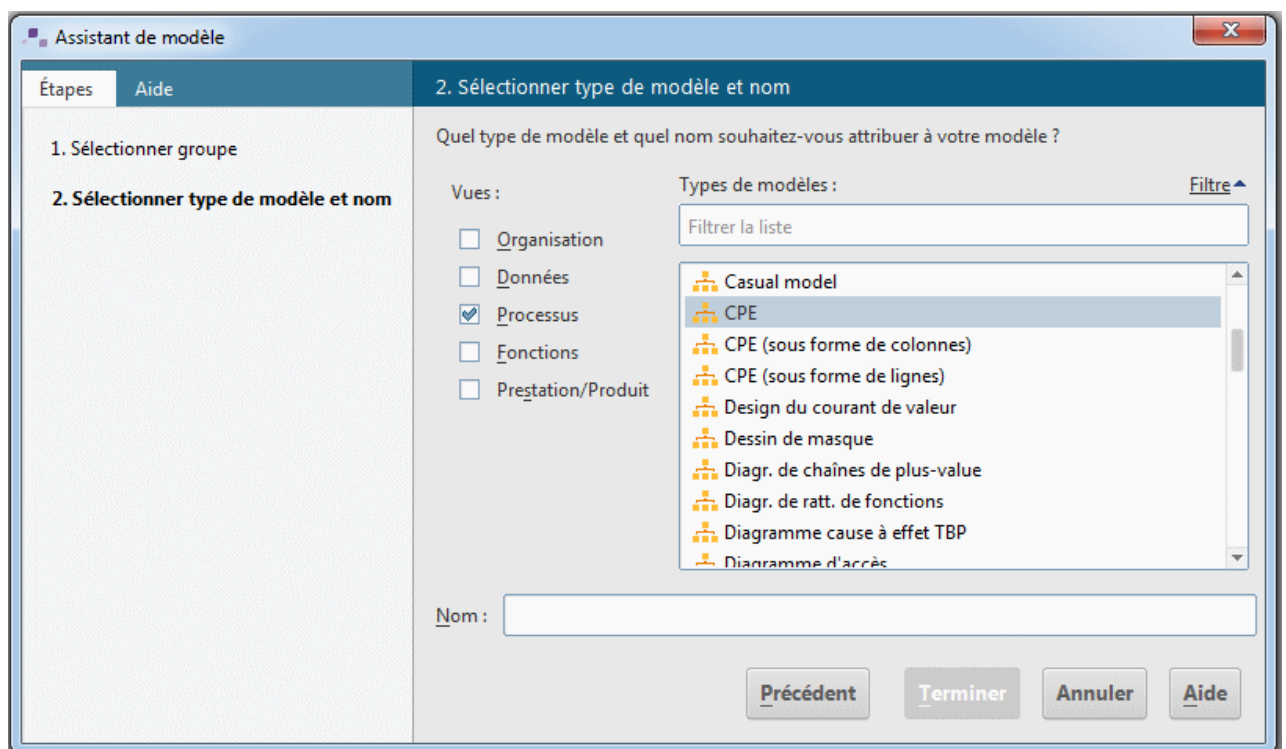 Assistant de modèle
Étapes
Aide
1. Sélectionner groupe
2. Sélectionner type de modèle et nom
2. Sélectionner type de modèle et nom
Quel type de modèle et quel nom souhaitez-vous attribuer à votre modèle ?
Vues :
Organisation
Données
Processus
Fonctions
Prestation/Produit
Types de modèles :
Filtre
Filtrer la liste
Casual model
CPE
CPE (sous forme de colonnes)
CPE (sous forme de lignes)
Design du courant de valeur
Dessin de masque
Diagr. de chaînes de plus-value
Diagr. de ratt. de fonctions
Diagramme cause à effet TBP
Diagramme d'accès
Nom :
Précédent
Terminer
Annuler
Aide